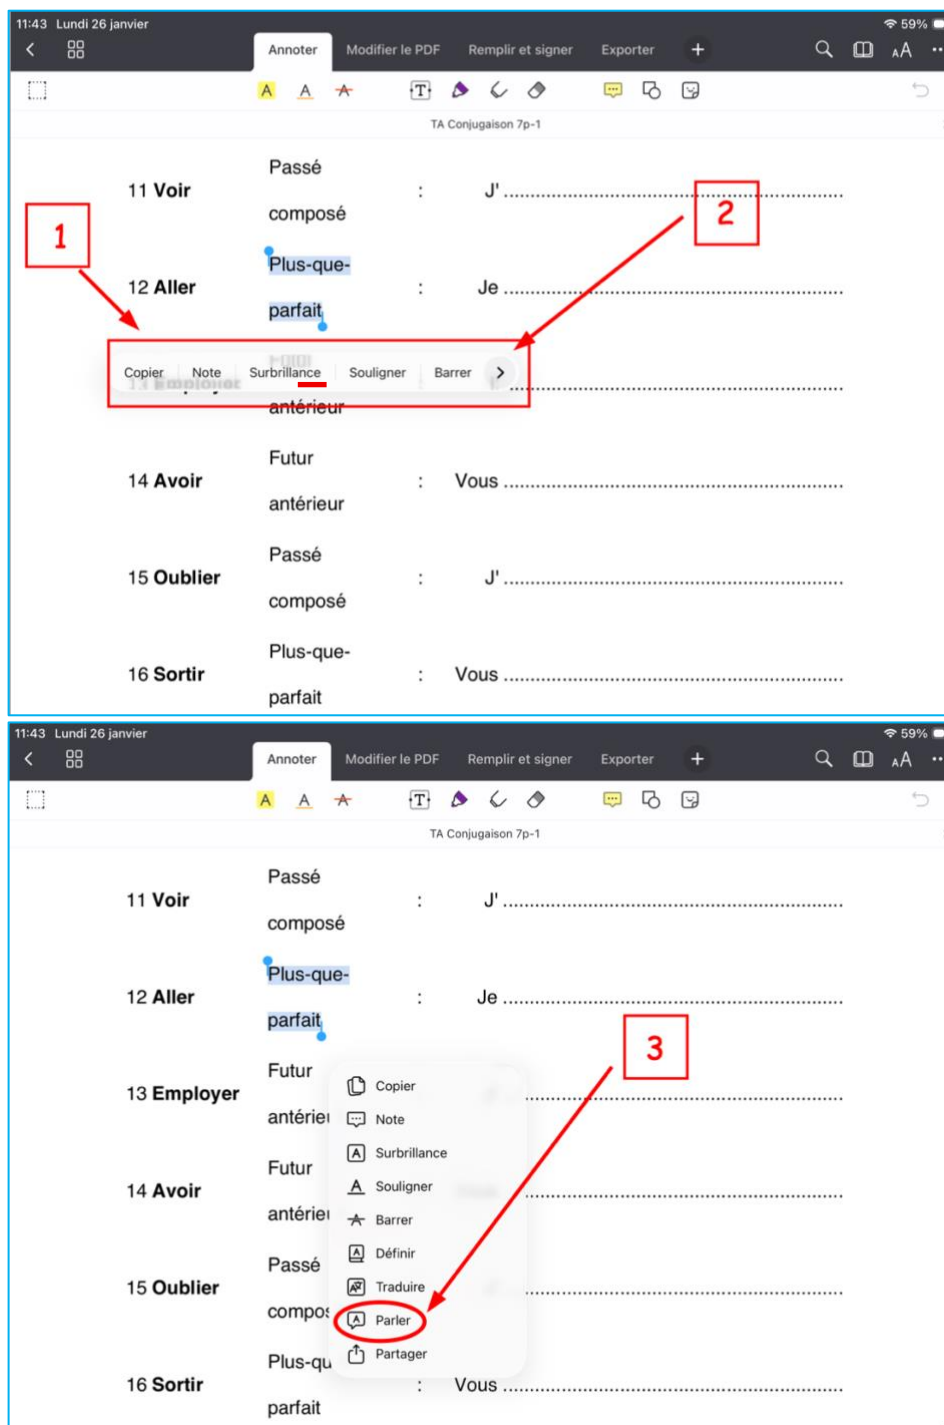 11:43 Lundi 26 janvier 59%
Annoter Modifier le PDF Remplir et signer Exporter +
AA
A A A T
TA Conjugaison 7p-1
11 Voir Passé composé : J' ...
1
2
12 Aller Plus-que-parfait : Je ...
Copier Note Surbrillance Souligner Barrer >
13 Employer
antérieur
14 Avoir Futur antérieur : Vous ...
15 Oublier Passé composé : J' ...
16 Sortir Plus-que-parfait : Vous ...
11:43 Lundi 26 janvier 59%
Annoter Modifier le PDF Remplir et signer Exporter +
AA
A A A T
TA Conjugaison 7p-1
11 Voir Passé composé : J' ...
12 Aller Plus-que-parfait : Je ...
3
13 Employer Futur antérieu
14 Avoir Futur antérieu
15 Oublier Passé compos
16 Sortir Plus-qu parfait : Vous ...
Copier
Note
Surbrillance
Souligner
Barrer
Définir
Traduire
Parler
Partager